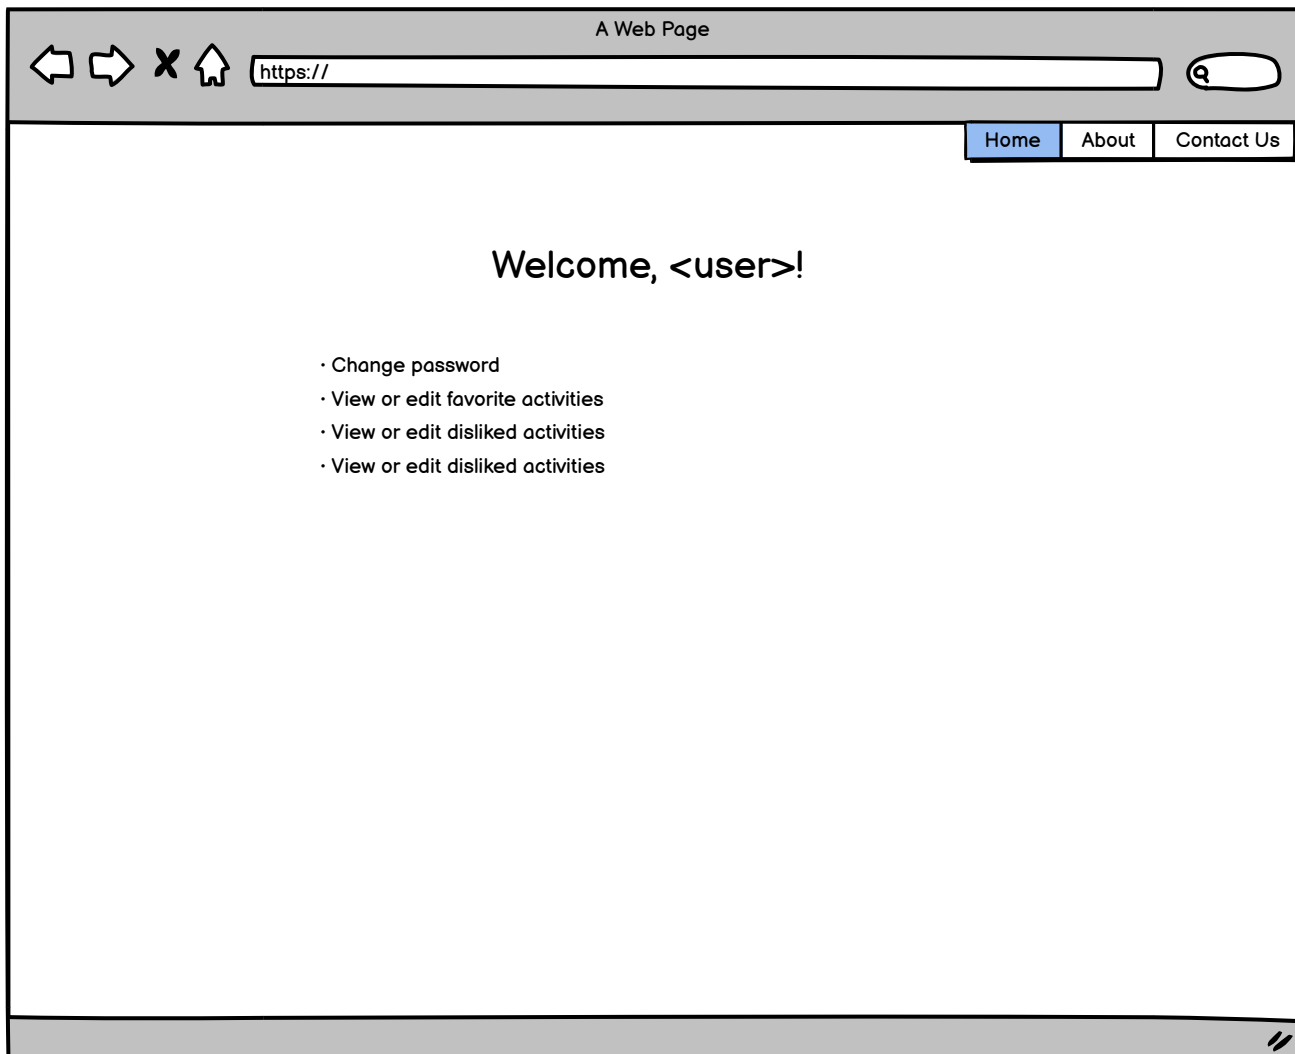 A Web Page
https://
Home About Contact Us
Welcome, <user>!
· Change password
· View or edit favorite activities
· View or edit disliked activities
· View or edit disliked activities